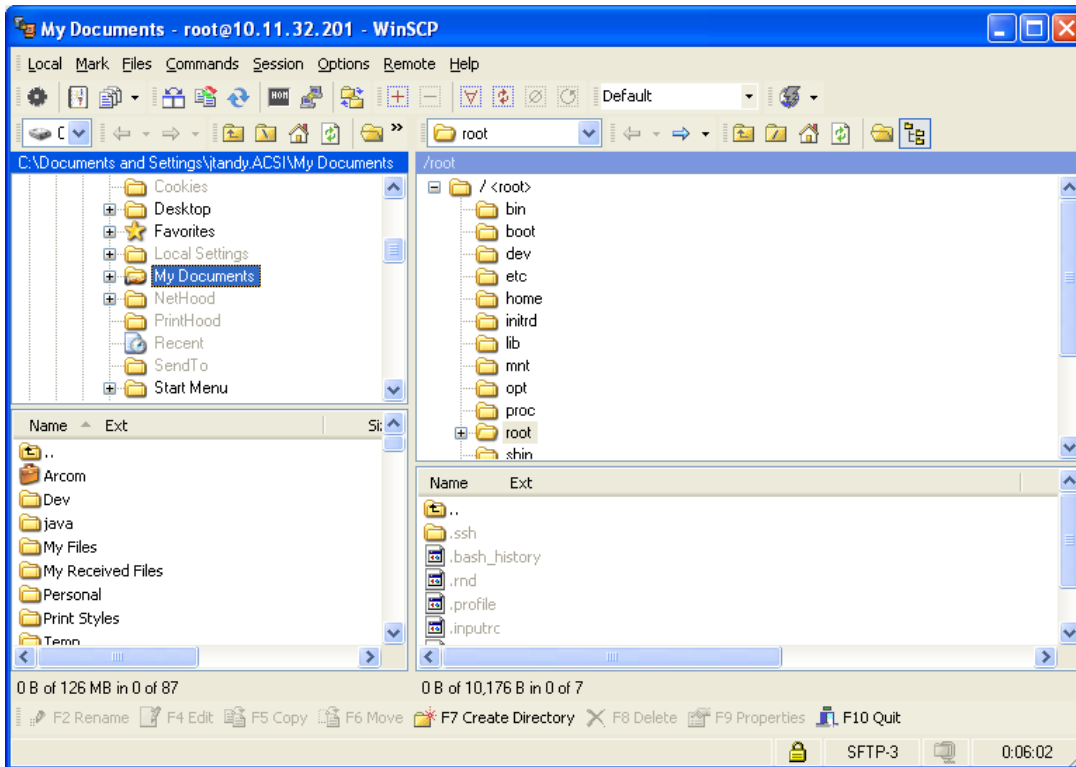 My Documents - root@10.11.32.201 - WinSCP
Local Mark Files Commands Session Options Remote Help
Default
C
»
root
C:\Documents and Settings\jtandy.ACSI\My Documents
Cookies
Desktop
Favorites
Local Settings
My Documents
NetHood
PrintHood
Recent
SendTo
Start Menu
Name Ext
..
Arcom
Dev
java
My Files
My Received Files
Personal
Print Styles
Temp
0 B of 126 MB in 0 of 87
/root
/ <root>
bin
boot
dev
etc
home
initrd
lib
mnt
opt
proc
root
sbin
Name Ext
..
.ssh
.bash_history
.rnd
.profile
.inputrc
0 B of 10,176 B in 0 of 7
F2 Rename F4 Edit F5 Copy F6 Move F7 Create Directory F8 Delete F9 Properties F10 Quit
SFTP-3 0:06:02